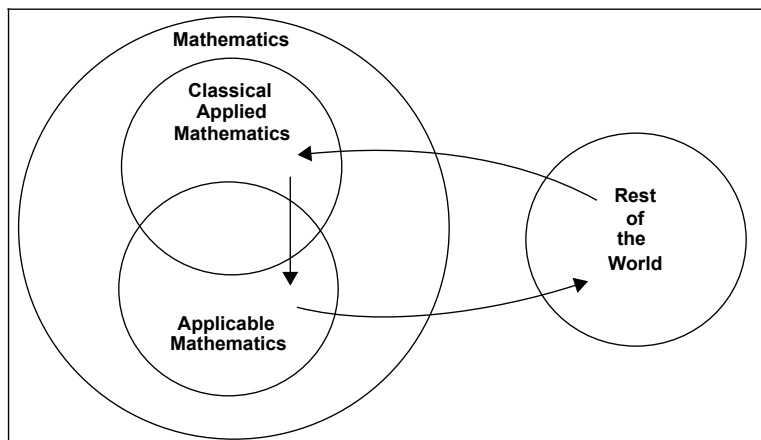 Mathematics
Classical
Applied
Mathematics
Rest
of
the
World
Applicable
Mathematics